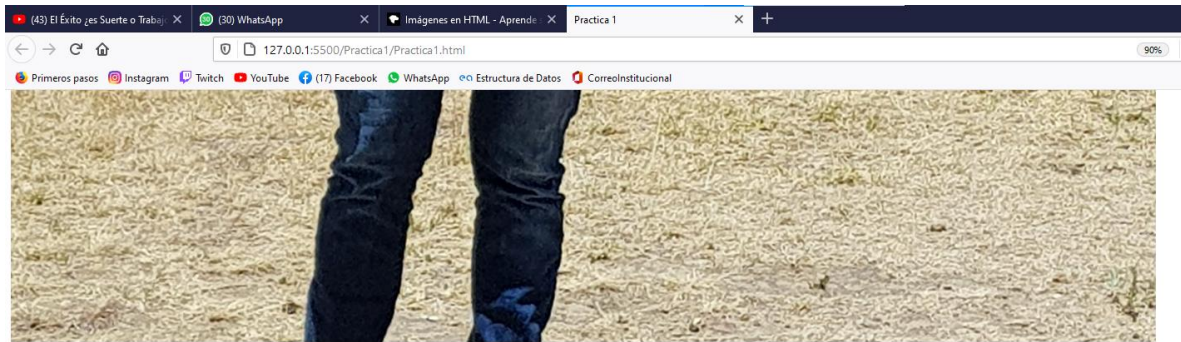 (43) El Éxito ¿es Suerte o Trabajo
(30) WhatsApp
Imágenes en HTML - Aprende
Practica 1
127.0.0.1:5500/Practica1/Practica1.html
90%
Primeros pasos Instagram Twitch YouTube (17) Facebook WhatsApp Estructura de Datos CorreoInstitucional